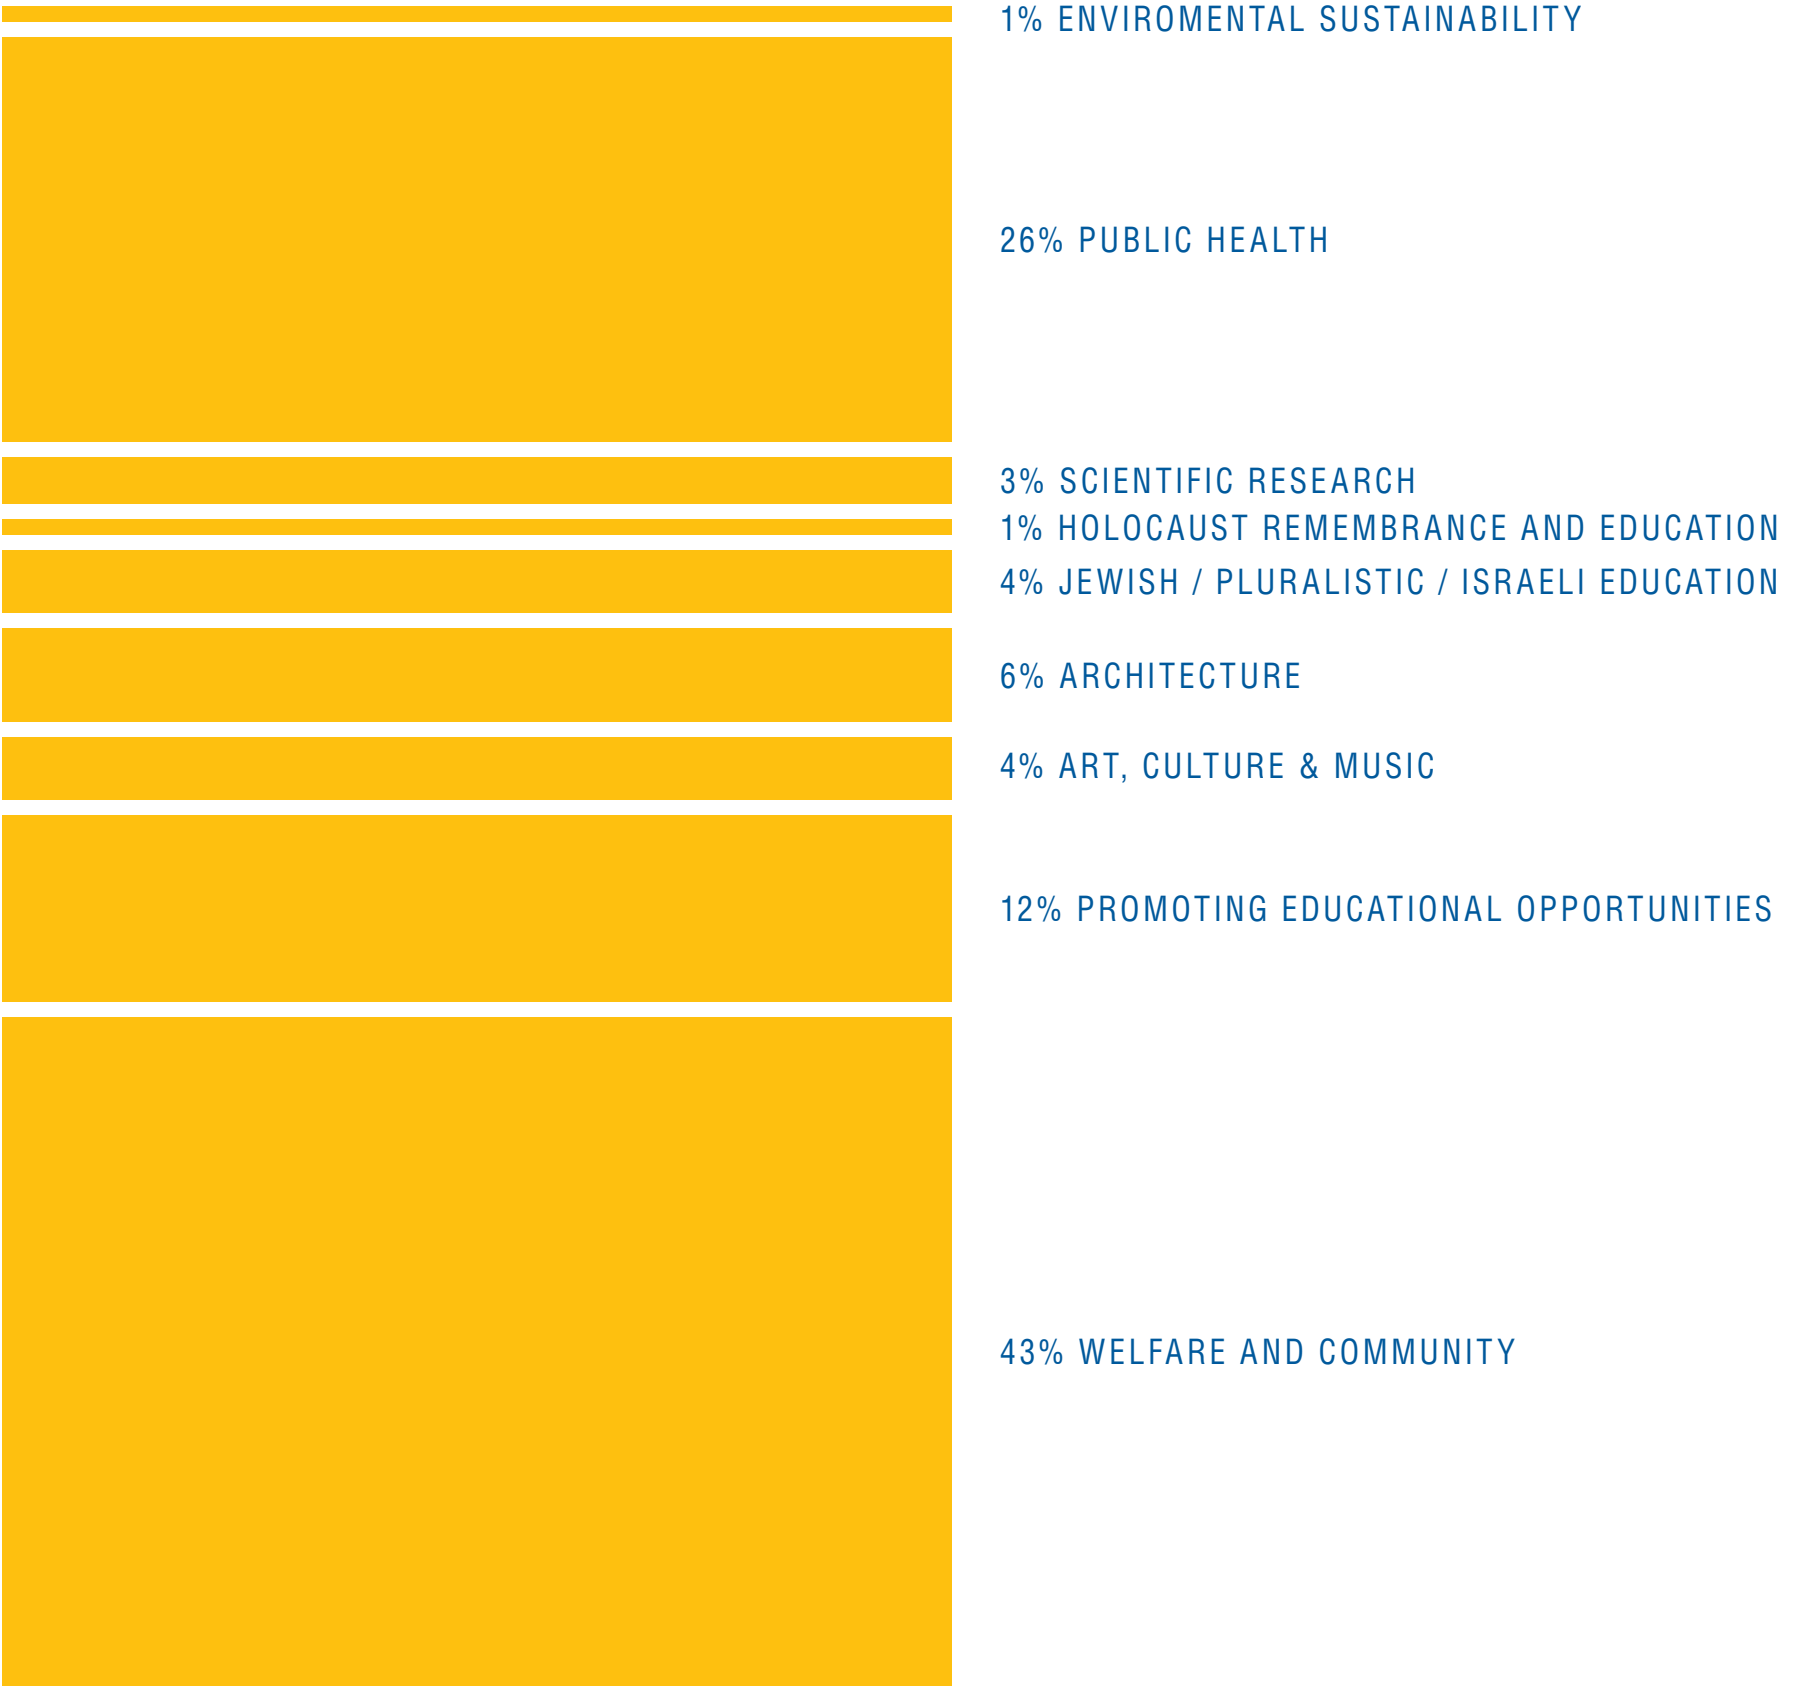 1% ENVIROMENTAL SUSTAINABILITY
26% PUBLIC HEALTH
3% SCIENTIFIC RESEARCH
1% HOLOCAUST REMEMBRANCE AND EDUCATION
4% JEWISH / PLURALISTIC / ISRAELI EDUCATION
6% ARCHITECTURE
4% ART, CULTURE & MUSIC
12% PROMOTING EDUCATIONAL OPPORTUNITIES
43% WELFARE AND COMMUNITY